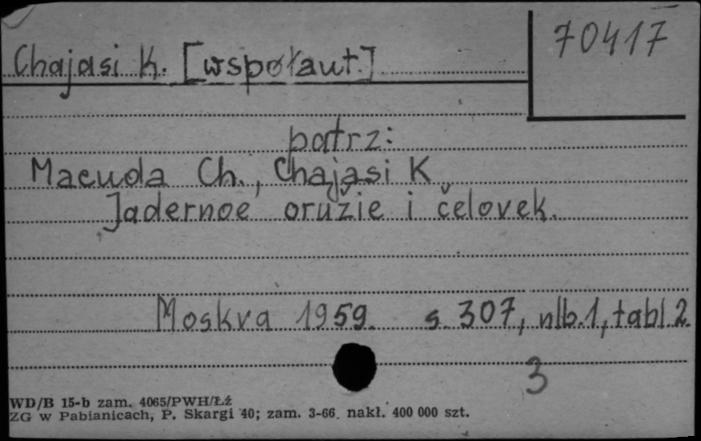 70417
Chajasi K. [współaut.]
patrz:
Macuda Ch., Chajasi K
Jadernoe oružie i čelovek.
Moskva 1959. s. 307, nlb.1, tabl.2.
3
WD/B 15-b zam. 4065/PWH/Łź
ZG w Pabianicach, P. Skargi 40; zam. 3-66. nakł. 400 000 szt.